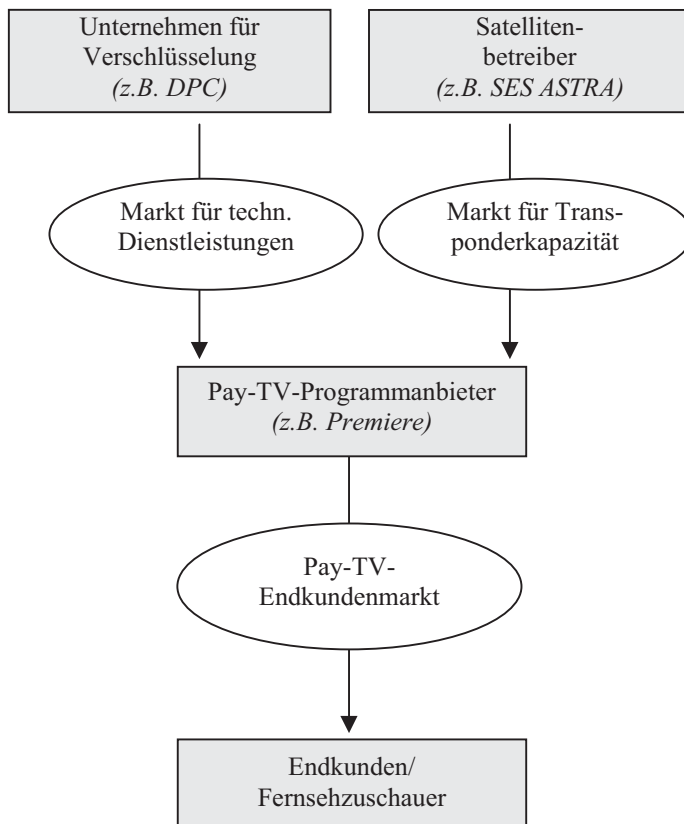 Unternehmen für
Verschlüsselung
(z.B. DPC)
Satelliten-
betreiber
(z.B. SES ASTRA)
Markt für techn.
Dienstleistungen
Markt für Trans-
ponderkapazität
Pay-TV-Programmanbieter
(z.B. Premiere)
Pay-TV-
Endkundenmarkt
Endkunden/
Fernsehzuschauer